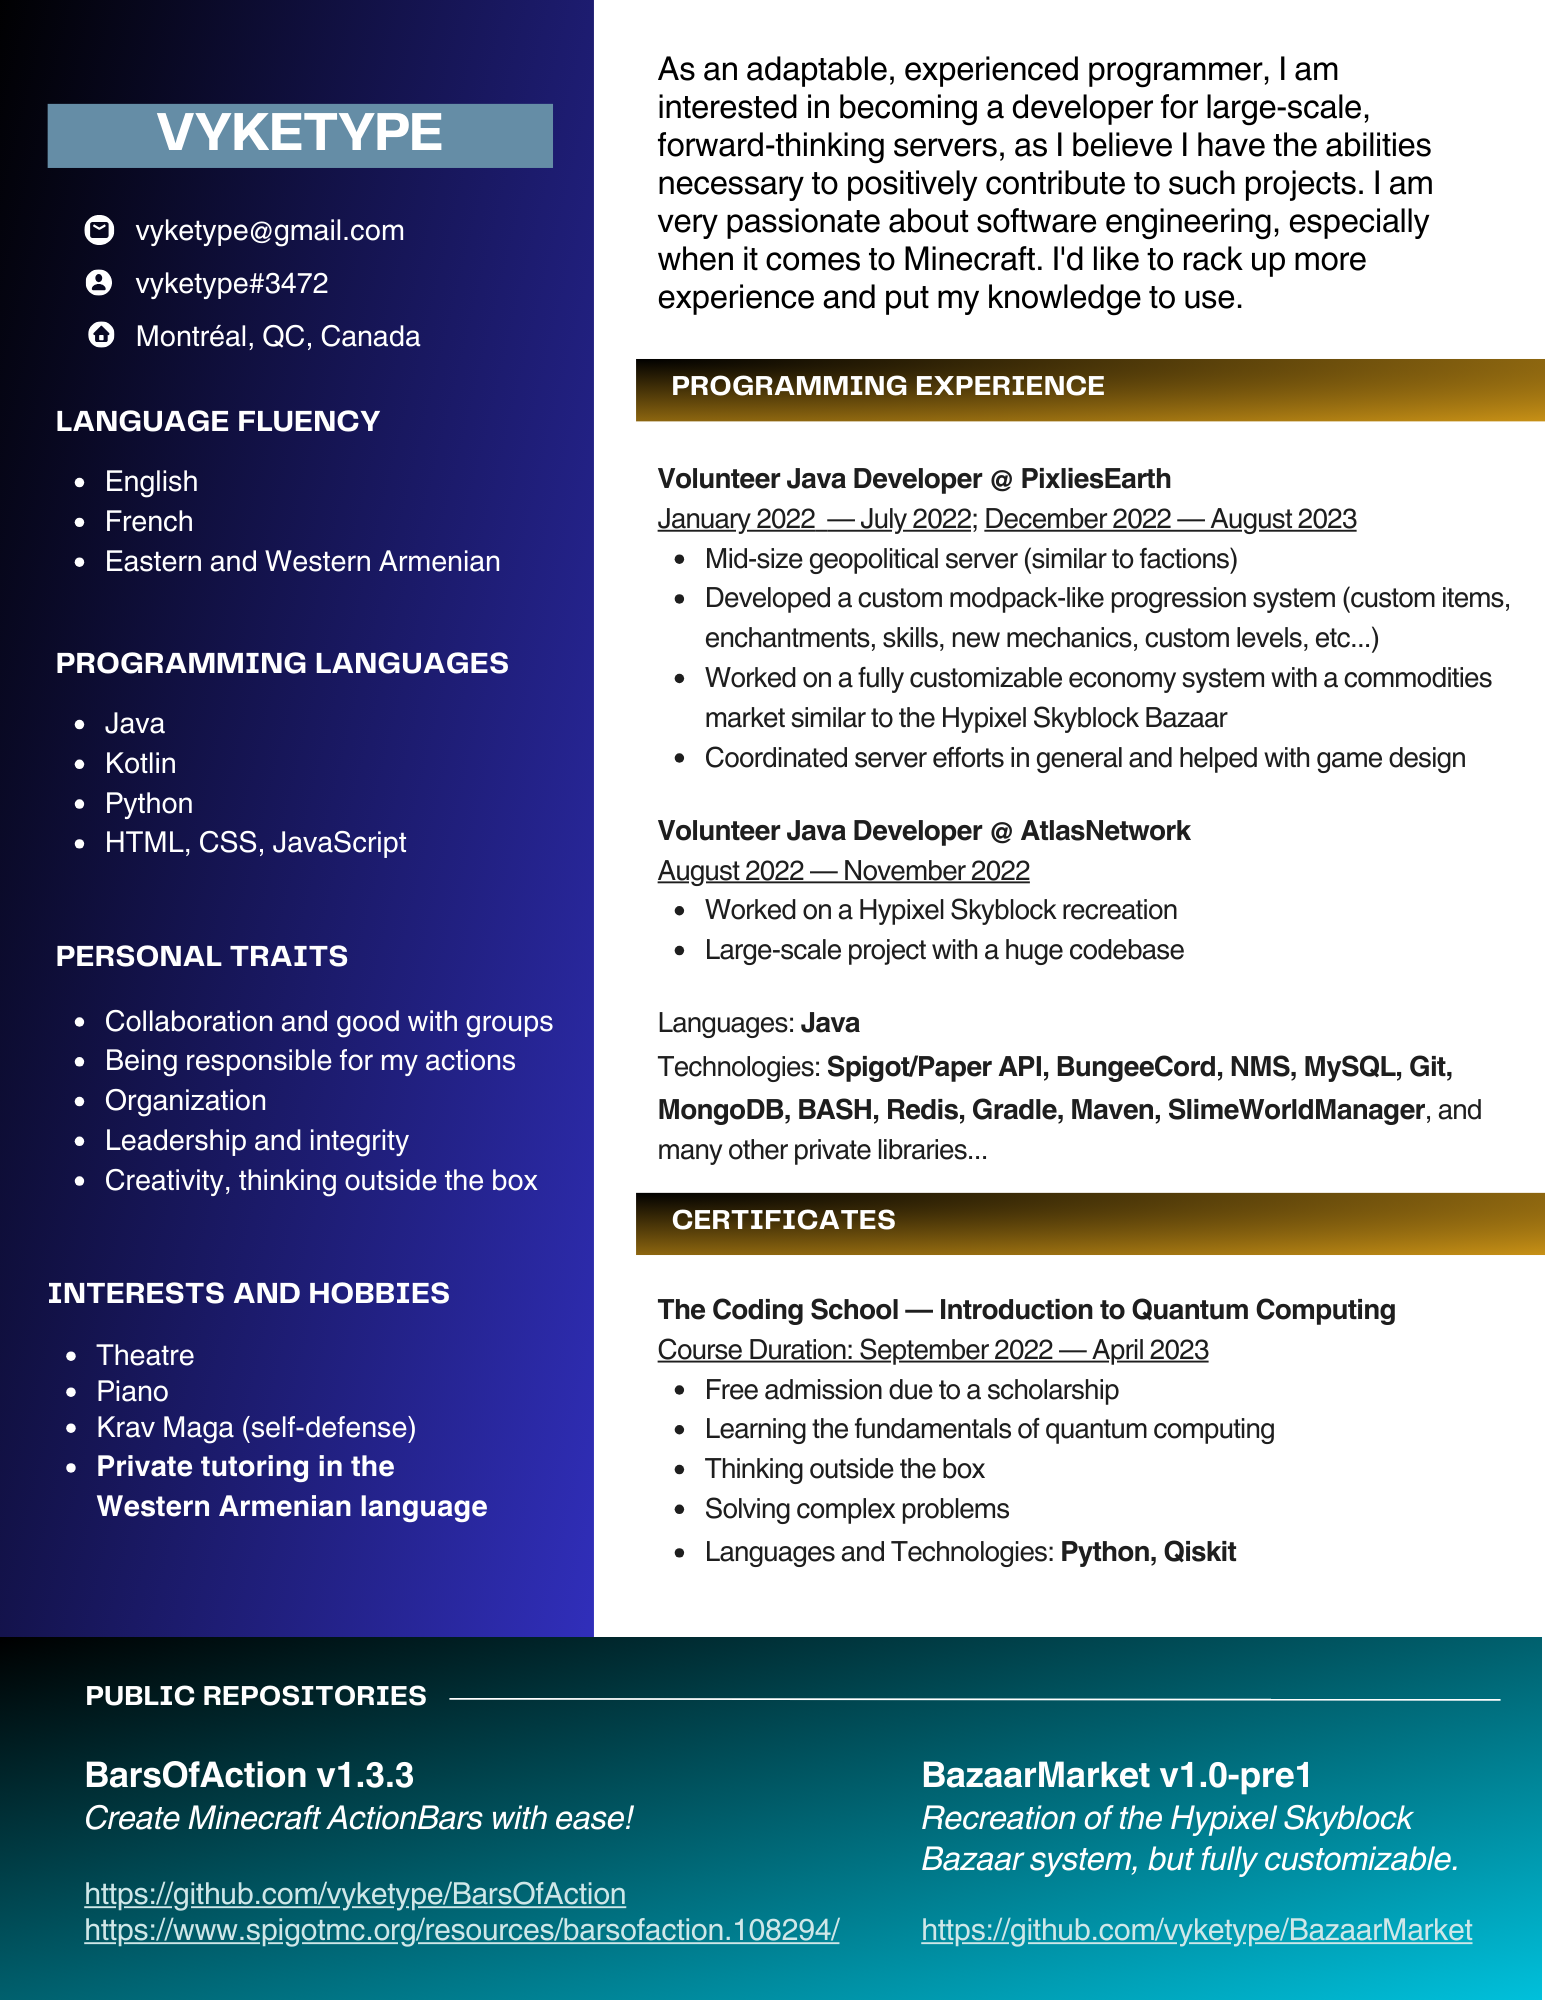 VYKETYPE
vyketype@gmail.com
vyketype#3472
Montréal, QC, Canada
LANGUAGE FLUENCY
• English
• French
• Eastern and Western Armenian
PROGRAMMING LANGUAGES
• Java
• Kotlin
• Python
• HTML, CSS, JavaScript
PERSONAL TRAITS
• Collaboration and good with groups
• Being responsible for my actions
• Organization
• Leadership and integrity
• Creativity, thinking outside the box
INTERESTS AND HOBBIES
• Theatre
• Piano
• Krav Maga (self-defense)
• Private tutoring in the
Western Armenian language
As an adaptable, experienced programmer, I am
interested in becoming a developer for large-scale,
forward-thinking servers, as I believe I have the abilities
necessary to positively contribute to such projects. I am
very passionate about software engineering, especially
when it comes to Minecraft. I'd like to rack up more
experience and put my knowledge to use.
PROGRAMMING EXPERIENCE
Volunteer Java Developer @ PixliesEarth
January 2022 — July 2022; December 2022 — August 2023
• Mid-size geopolitical server (similar to factions)
• Developed a custom modpack-like progression system (custom items,
enchantments, skills, new mechanics, custom levels, etc...)
• Worked on a fully customizable economy system with a commodities
market similar to the Hypixel Skyblock Bazaar
• Coordinated server efforts in general and helped with game design
Volunteer Java Developer @ AtlasNetwork
August 2022 — November 2022
• Worked on a Hypixel Skyblock recreation
• Large-scale project with a huge codebase
Languages: Java
Technologies: Spigot/Paper API, BungeeCord, NMS, MySQL, Git,
MongoDB, BASH, Redis, Gradle, Maven, SlimeWorldManager, and
many other private libraries...
CERTIFICATES
The Coding School — Introduction to Quantum Computing
Course Duration: September 2022 — April 2023
• Free admission due to a scholarship
• Learning the fundamentals of quantum computing
• Thinking outside the box
• Solving complex problems
• Languages and Technologies: Python, Qiskit
PUBLIC REPOSITORIES
BarsOfAction v1.3.3
Create Minecraft ActionBars with ease!
https://github.com/vyketype/BarsOfAction
https://www.spigotmc.org/resources/barsofaction.108294/
BazaarMarket v1.0-pre1
Recreation of the Hypixel Skyblock
Bazaar system, but fully customizable.
https://github.com/vyketype/BazaarMarket